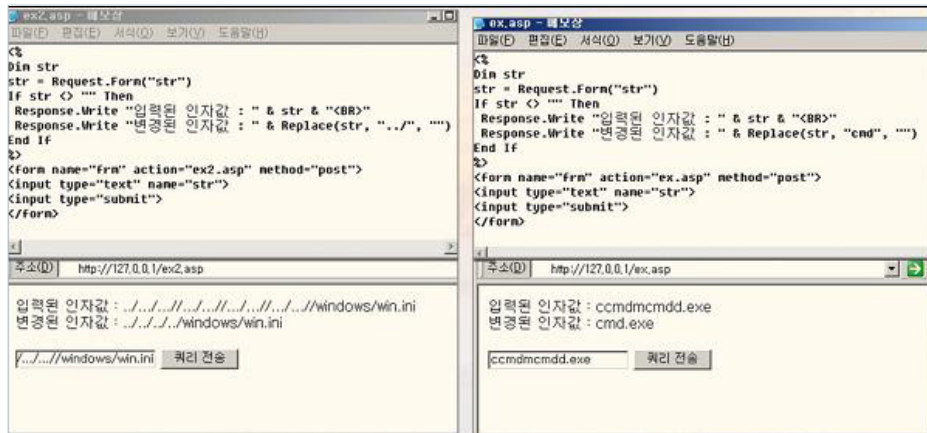 ex2.asp - 메모장
파일(F) 편집(E) 서식(O) 보기(V) 도움말(H)
<%
Dim str
str = Request.Form("str")
If str <> "" Then
Response.Write "입력된 인자값 : " & str & "<BR>"
Response.Write "변경된 인자값 : " & Replace(str, "../", "")
End If
%>
<form name="frm" action="ex2.asp" method="post">
<input type="text" name="str">
<input type="submit">
</form>
주소(D) http://127.0.0.1/ex2.asp
입력된 인자값 : ../.../...//.../...//.../...//.../...//windows/win.ini
변경된 인자값 : ../../../../windows/win.ini
/.../...//windows/win.ini 쿼리 전송
ex.asp - 메모장
파일(F) 편집(E) 서식(O) 보기(V) 도움말(H)
<%
Dim str
str = Request.Form("str")
If str <> "" Then
Response.Write "입력된 인자값 : " & str & "<BR>"
Response.Write "변경된 인자값 : " & Replace(str, "cmd", "")
End If
%>
<form name="frm" action="ex.asp" method="post">
<input type="text" name="str">
<input type="submit">
</form>
주소(D) http://127.0.0.1/ex.asp
입력된 인자값 : ccmdmcmdd.exe
변경된 인자값 : cmd.exe
ccmdmcmdd.exe 쿼리 전송